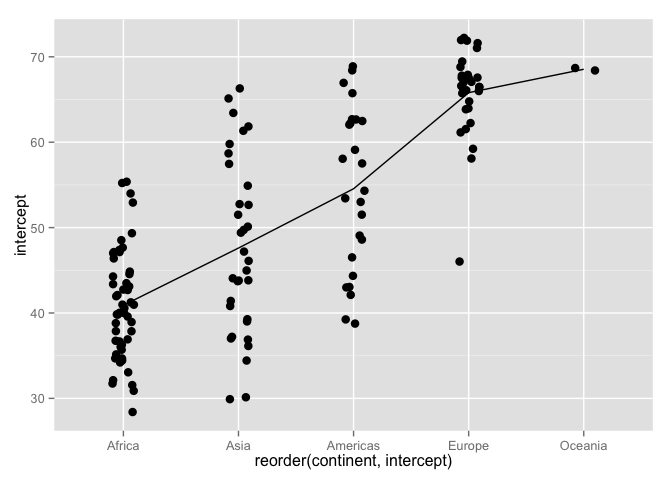 70
60
50
40
30
intercept
Africa Asia Americas Europe Oceania
reorder(continent, intercept)